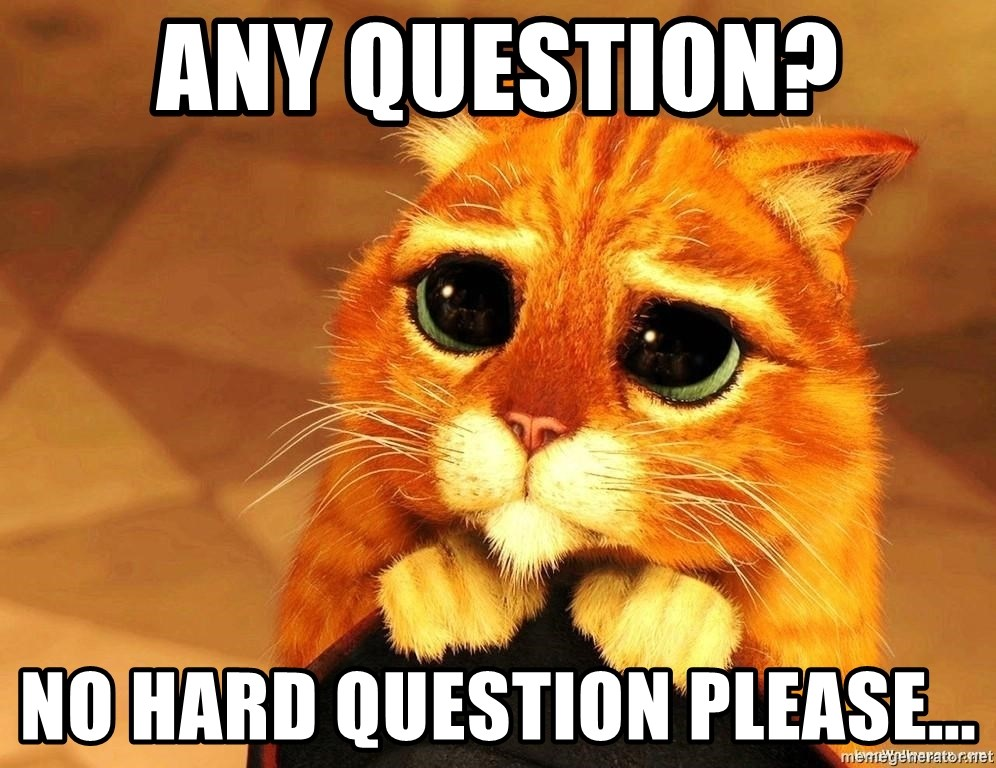 ANY QUESTION?
NO HARD QUESTION PLEASE...
memegenerator.net